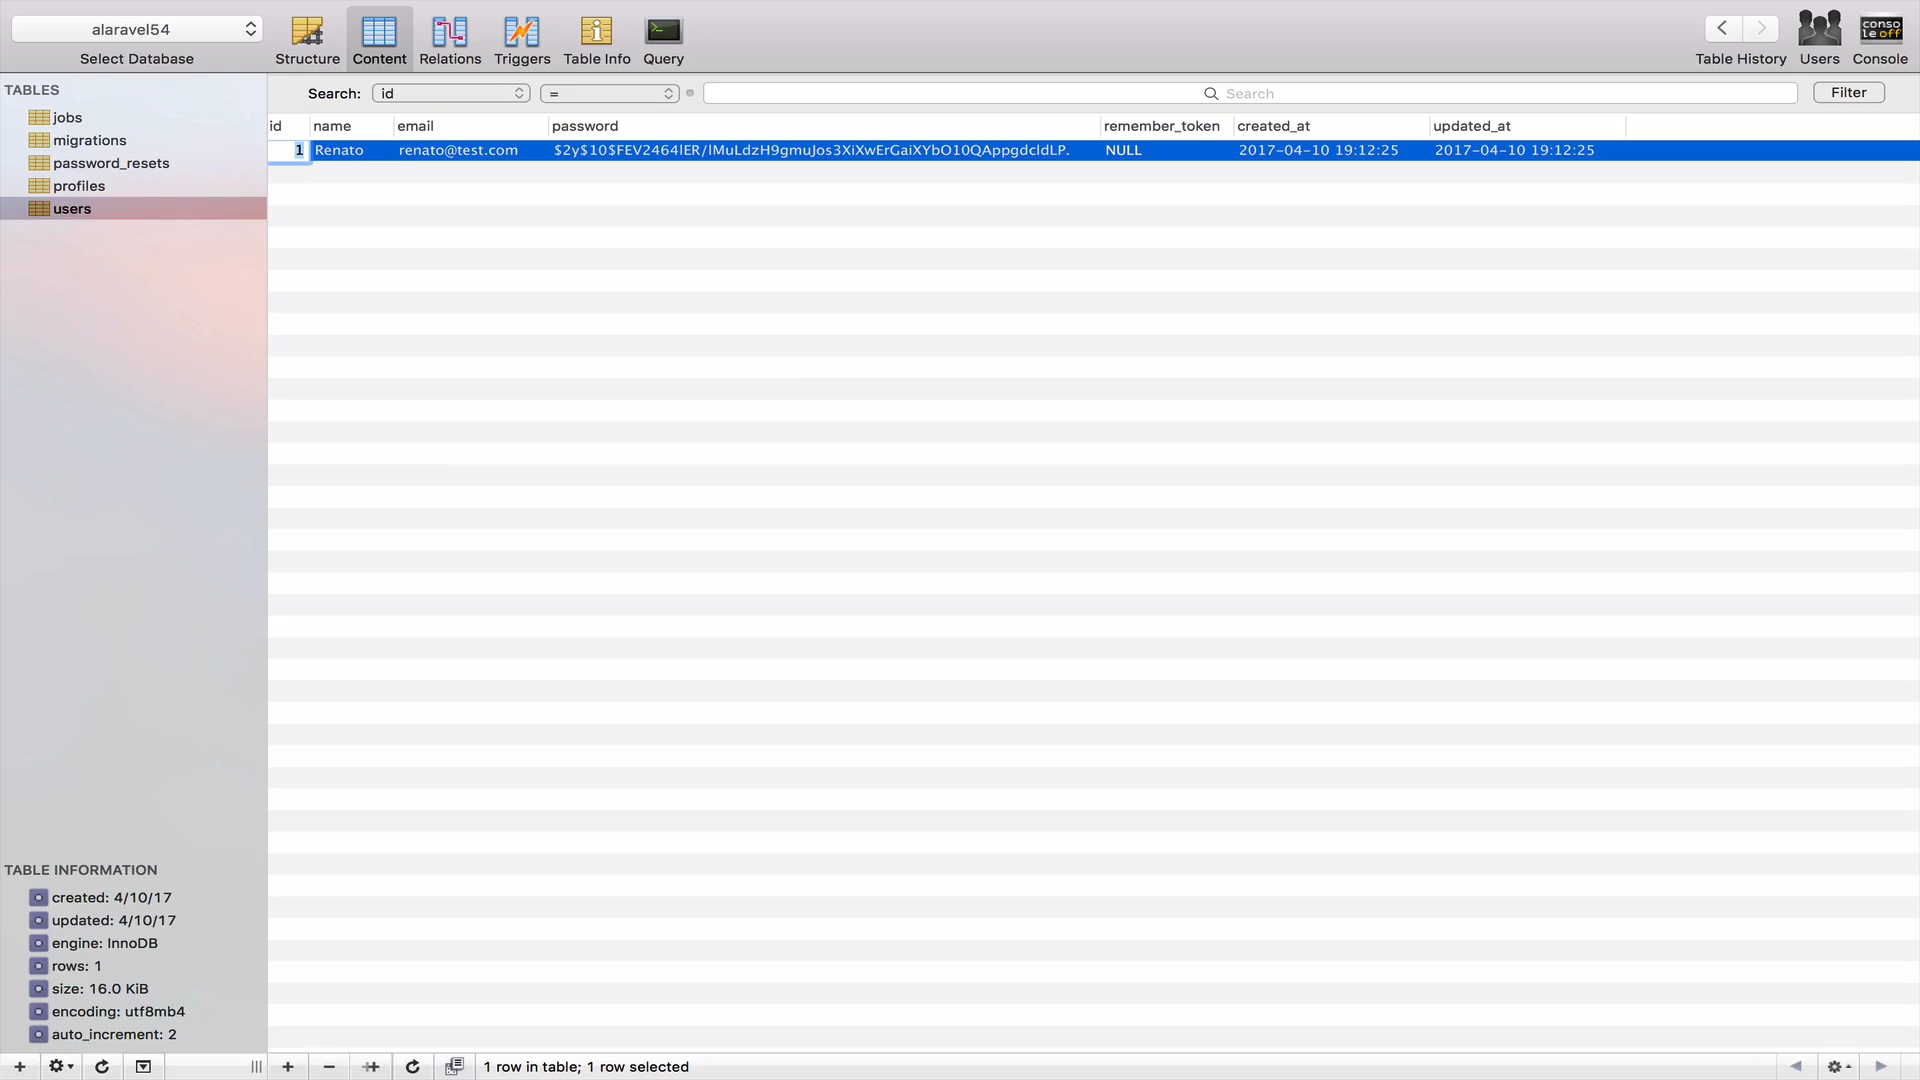 alaravel54
Select Database
Structure
Content
Relations
Triggers
Table Info
Query
Table History
Users
Console
conso
le off
TABLES
jobs
migrations
password_resets
profiles
users
Search:
id
=
Search
Filter
id name email password remember_token created_at updated_at
1 Renato renato@test.com $2y$10$FEV2464lER/lMuLdzH9gmuJos3XiXwErGaiXYbO10QAppgdcldLP. NULL 2017-04-10 19:12:25 2017-04-10 19:12:25
TABLE INFORMATION
created: 4/10/17
updated: 4/10/17
engine: InnoDB
rows: 1
size: 16.0 KiB
encoding: utf8mb4
auto_increment: 2
1 row in table; 1 row selected